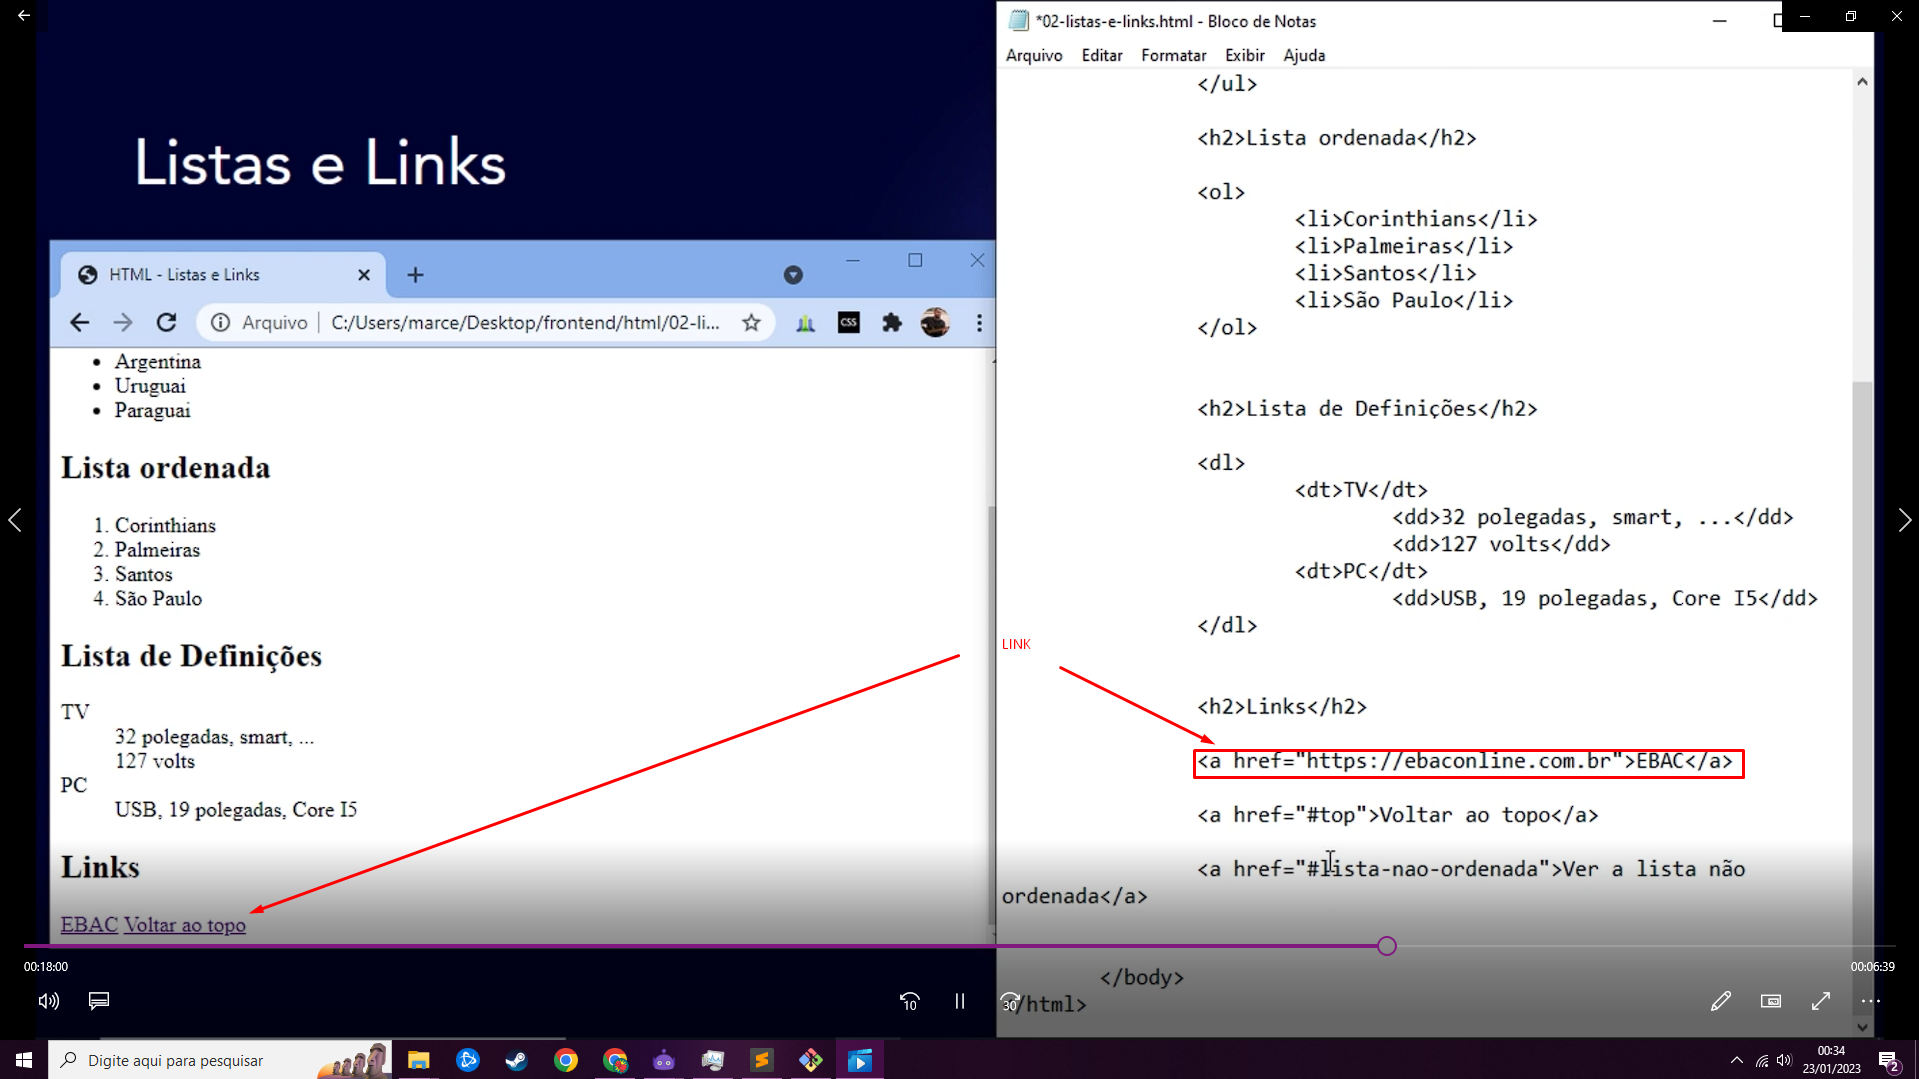 *02-listas-e-links.html - Bloco de Notas
Arquivo Editar Formatar Exibir Ajuda
Listas e Links
HTML - Listas e Links
Arquivo C:/Users/marce/Desktop/frontend/html/02-li...
CSS
Argentina
Uruguai
Paraguai
Lista ordenada
1. Corinthians
2. Palmeiras
3. Santos
4. São Paulo
Lista de Definições
TV
32 polegadas, smart, ...
127 volts
PC
USB, 19 polegadas, Core I5
Links
EBAC Voltar ao topo
</ul>
<h2>Lista ordenada</h2>
<ol>
<li>Corinthians</li>
<li>Palmeiras</li>
<li>Santos</li>
<li>São Paulo</li>
</ol>
<h2>Lista de Definições</h2>
<dl>
<dt>TV</dt>
<dd>32 polegadas, smart, ...</dd>
<dd>127 volts</dd>
<dt>PC</dt>
<dd>USB, 19 polegadas, Core I5</dd>
</dl>
LINK
<h2>Links</h2>
<a href="https://ebaconline.com.br">EBAC</a>
<a href="#top">Voltar ao topo</a>
<a href="#lista-nao-ordenada">Ver a lista não
ordenada</a>
</body>
</html>
00:18:00
00:06:39
10
30
Digite aqui para pesquisar
00:34
23/01/2023
2